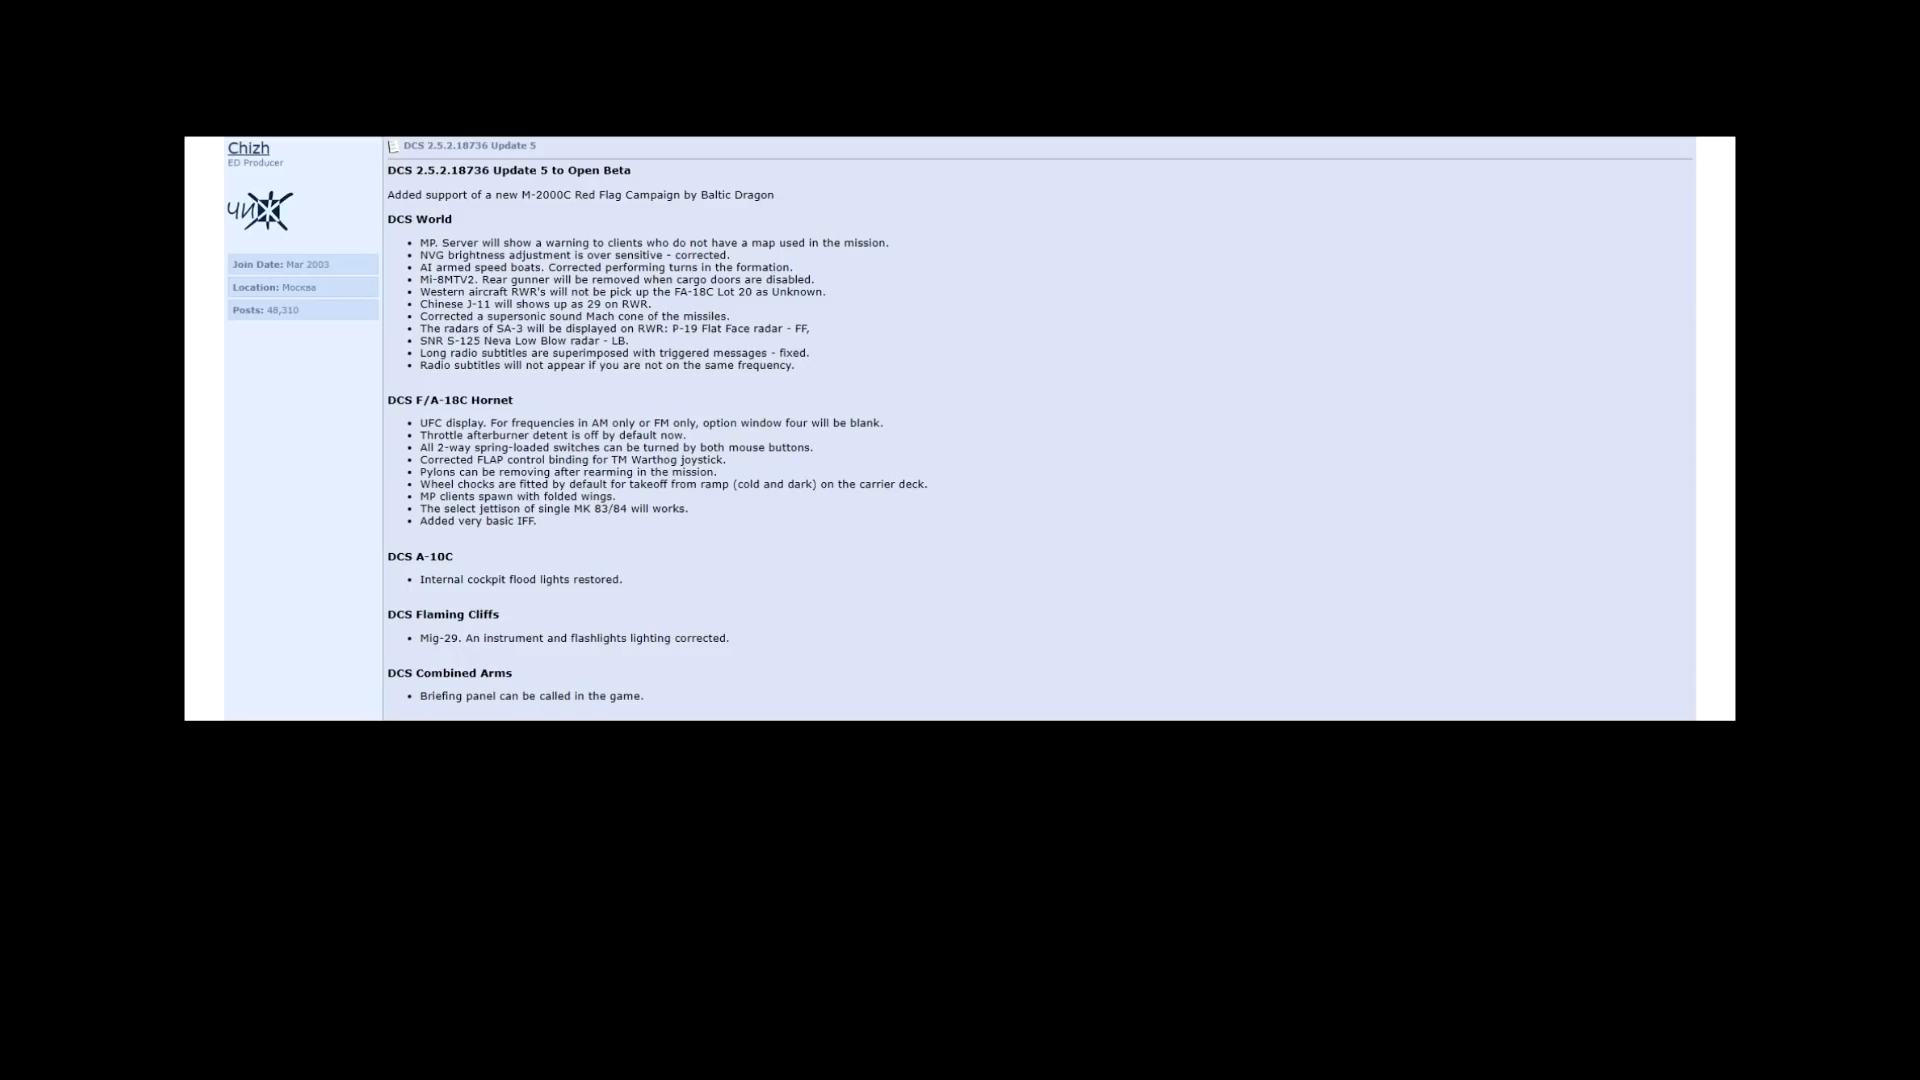 Chizh
ED Producer
чиж
Join Date: Mar 2003
Location: Москва
Posts: 48,310
DCS 2.5.2.18736 Update 5
DCS 2.5.2.18736 Update 5 to Open Beta
Added support of a new M-2000C Red Flag Campaign by Baltic Dragon
DCS World
• MP. Server will show a warning to clients who do not have a map used in the mission.
• NVG brightness adjustment is over sensitive - corrected.
• AI armed speed boats. Corrected performing turns in the formation.
• Mi-8MTV2. Rear gunner will be removed when cargo doors are disabled.
• Western aircraft RWR's will not be pick up the FA-18C Lot 20 as Unknown.
• Chinese J-11 will shows up as 29 on RWR.
• Corrected a supersonic sound Mach cone of the missiles.
• The radars of SA-3 will be displayed on RWR: P-19 Flat Face radar - FF,
• SNR S-125 Neva Low Blow radar - LB.
• Long radio subtitles are superimposed with triggered messages - fixed.
• Radio subtitles will not appear if you are not on the same frequency.
DCS F/A-18C Hornet
• UFC display. For frequencies in AM only or FM only, option window four will be blank.
• Throttle afterburner detent is off by default now.
• All 2-way spring-loaded switches can be turned by both mouse buttons.
• Corrected FLAP control binding for TM Warthog joystick.
• Pylons can be removing after rearming in the mission.
• Wheel chocks are fitted by default for takeoff from ramp (cold and dark) on the carrier deck.
• MP clients spawn with folded wings.
• The select jettison of single MK 83/84 will works.
• Added very basic IFF.
DCS A-10C
• Internal cockpit flood lights restored.
DCS Flaming Cliffs
• Mig-29. An instrument and flashlights lighting corrected.
DCS Combined Arms
• Briefing panel can be called in the game.